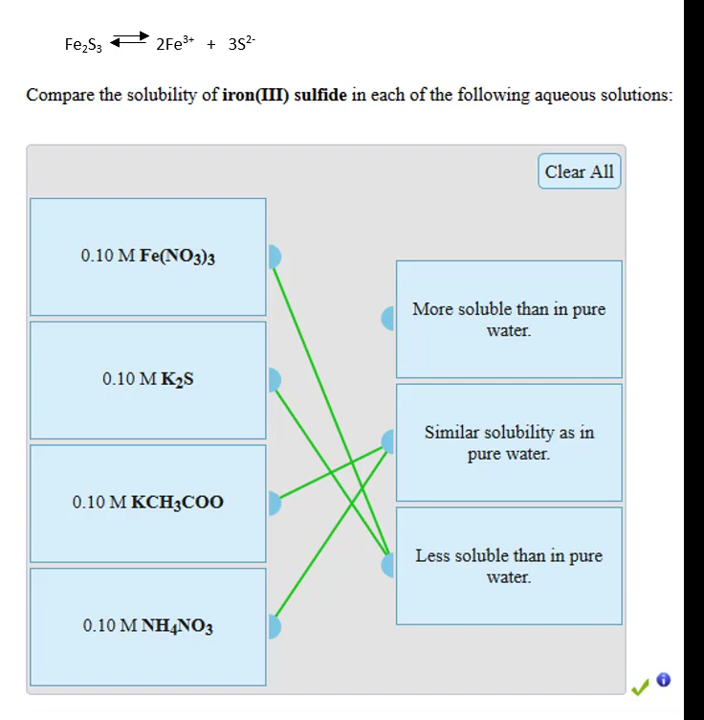 Fe₂S₃ ⇄ 2Fe³⁺ + 3S²⁻
Compare the solubility of iron(III) sulfide in each of the following aqueous solutions:
Clear All
0.10 M Fe(NO₃)₃
0.10 M K₂S
0.10 M KCH₃COO
0.10 M NH₄NO₃
More soluble than in pure
water.
Similar solubility as in
pure water.
Less soluble than in pure
water.